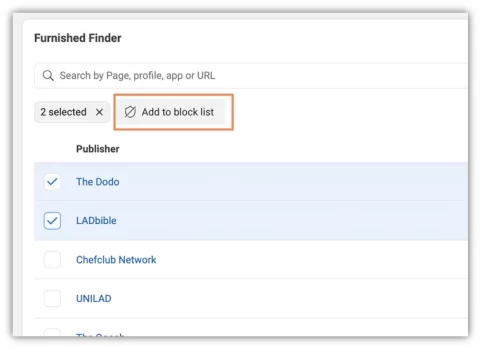 Furnished Finder
Search by Page, profile, app or URL
2 selected × Add to block list
Publisher
The Dodo
LADbible
Chefclub Network
UNILAD
The